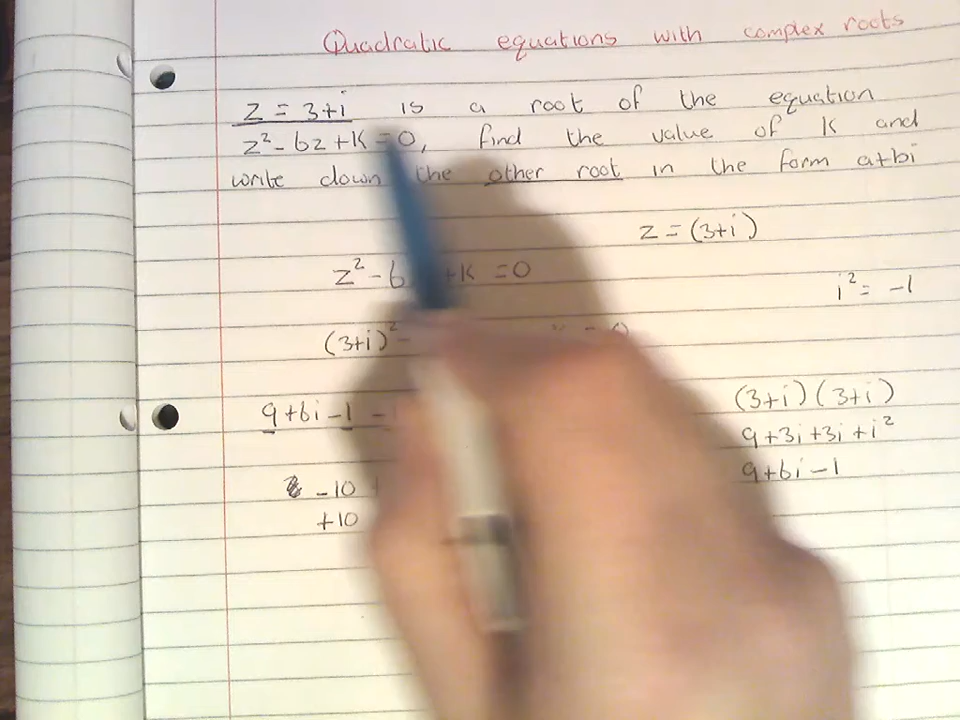 Quadratic equations with complex roots
z = 3+i is a root of the equation
z² - 6z + K = 0, find the value of K and
write down the other root in the form a+bi
z = (3+i)
z² - 6 +K = 0
i² = -1
(3+i)² -
(3+i)(3+i)
9 + 6i - 1 -
9 + 3i + 3i + i²
9 + 6i - 1
-10
+10